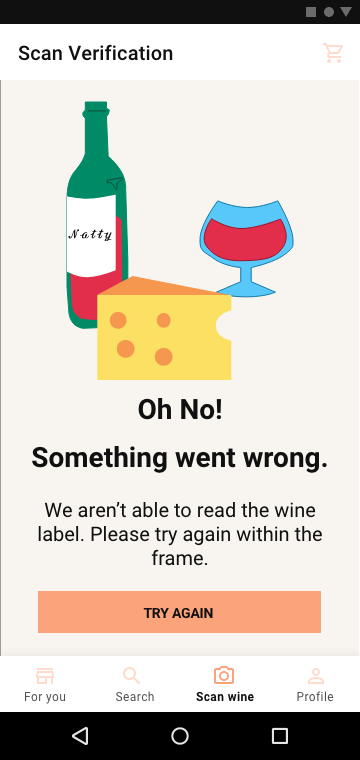 Scan Verification
Natty
Oh No!
Something went wrong.
We aren’t able to read the wine
label. Please try again within the
frame.
TRY AGAIN
For you
Search
Scan wine
Profile